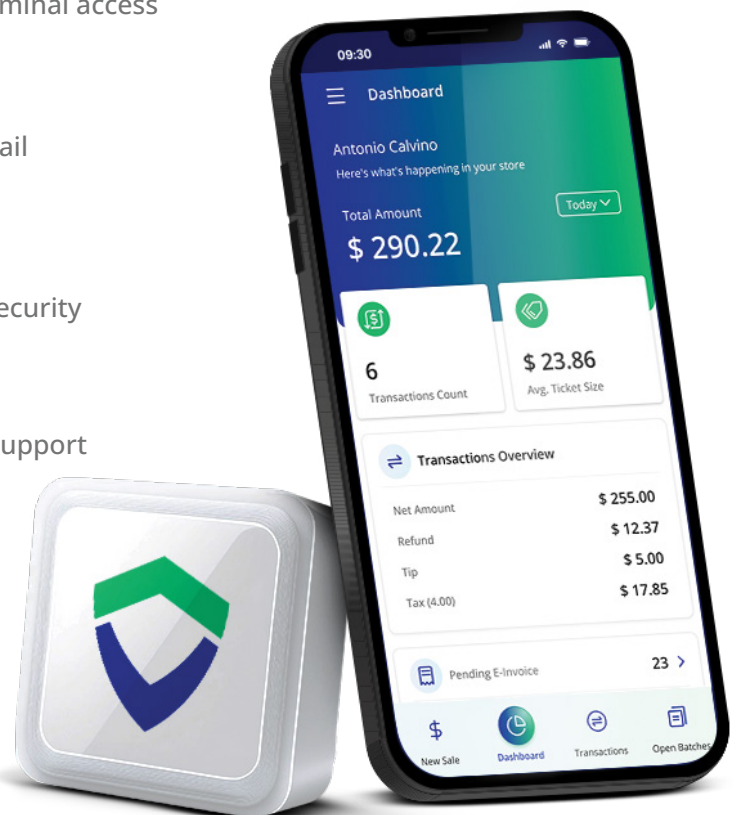 minal access
ail
ecurity
upport
09:30
Dashboard
Antonio Calvino
Here's what's happening in your store
Total Amount
Today
$ 290.22
6
Transactions Count
$ 23.86
Avg. Ticket Size
Transactions Overview
Net Amount $ 255.00
Refund $ 12.37
Tip $ 5.00
Tax (4.00) $ 17.85
Pending E-Invoice 23
New Sale Dashboard Transactions Open Batches